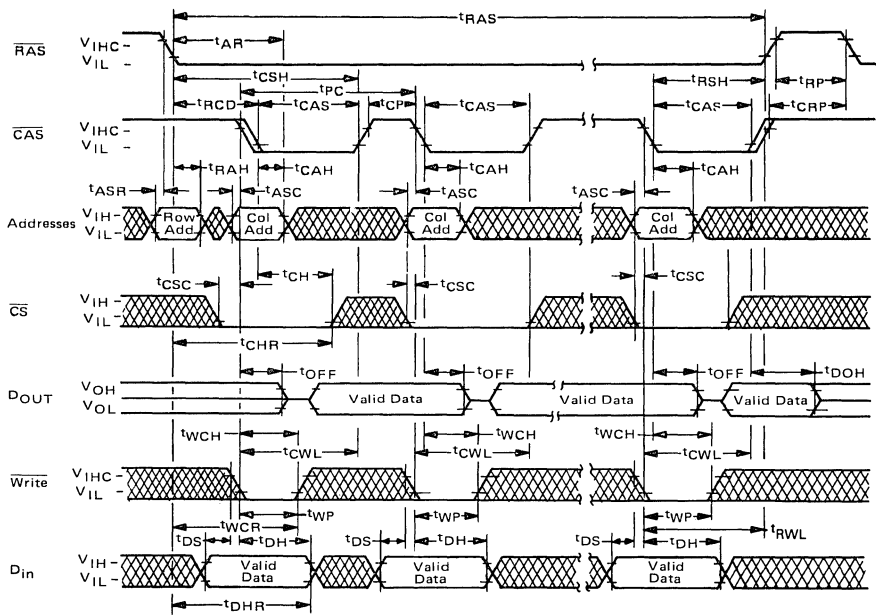 tRAS
RAS VIHC VIL tAR
tCSH tRSH tRP
tPC
tRCD tCAS tCP tCAS tCAS tCRP
CAS VIHC VIL
tRAH tCAH tCAH tCAH
tASR tASC tASC tASC
Addresses VIH VIL Row Add. Col Add Col Add Col Add
tCSC tCH tCSC tCSC
CS VIH VIL
tCHR
tOFF tOFF tOFF tDOH
DOUT VOH VOL Valid Data Valid Data Valid Data
tWCH tWCH tWCH
tCWL tCWL tCWL
Write VIHC VIL
tWP tWP tWP
tWCR tRWL
tDS tDH tDS tDH tDS tDH
Din VIH VIL Valid Data Valid Data Valid Data
tDHR